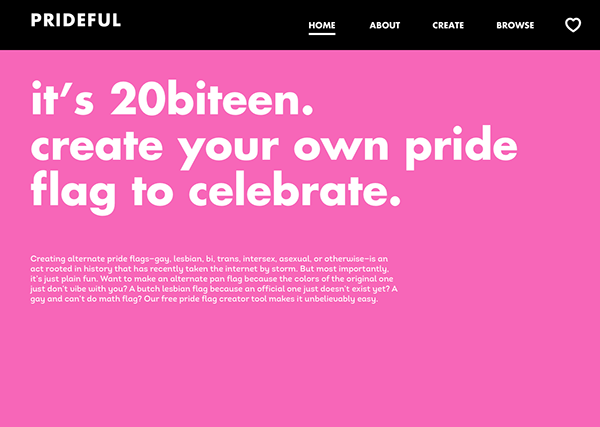 PRIDEFUL
HOME ABOUT CREATE BROWSE
it's 20biteen.
create your own pride
flag to celebrate.
Creating alternate pride flags–gay, lesbian, bi, trans, intersex, asexual, or otherwise–is an
act rooted in history that has recently taken the internet by storm. But most importantly,
it's just plain fun. Want to make an alternate pan flag because the colors of the original one
just don't vibe with you? A butch lesbian flag because an official one just doesn't exist yet? A
gay and can't do math flag? Our free pride flag creator tool makes it unbelievably easy.